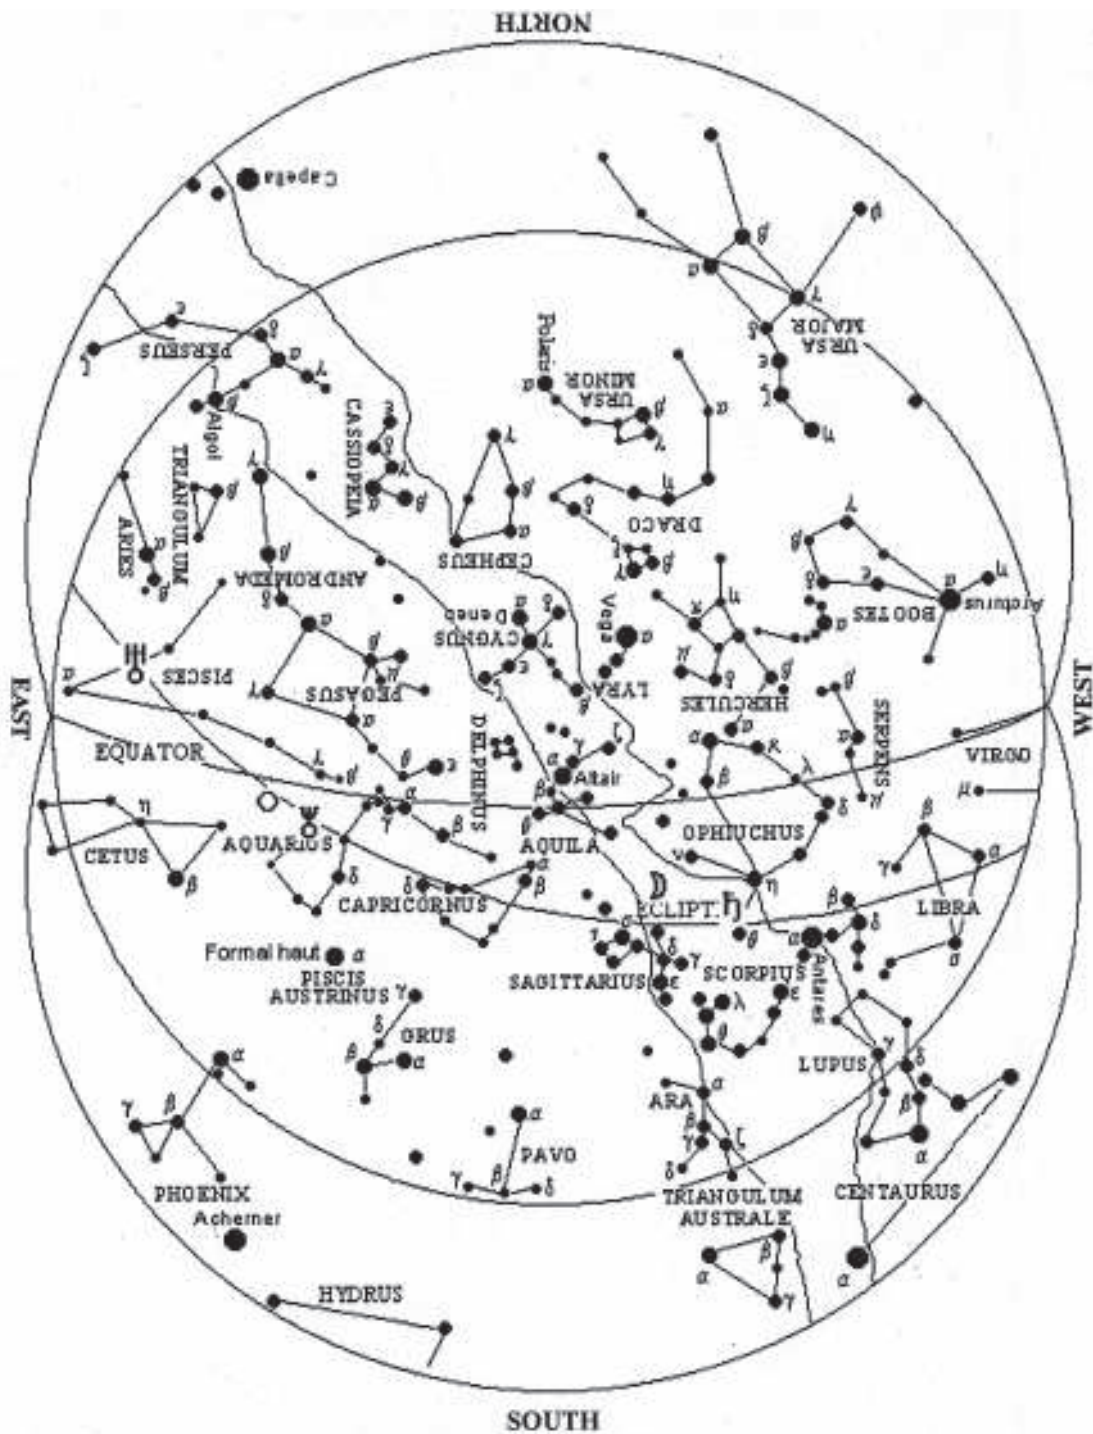 NORTH
Capella
β
φ
α
γ
ε
δ
δ
URSA
MAJOR
PERSEUS
ζ
α
γ
ε
Polaris
α
URSA
MINOR
ζ
β
Algol
CASSIOPEIA
ε
δ
γ
α
β
β
γ
α
η
γ
TRIANGULUM
β
γ
γ
β
α
CEPHEUS
η
δ
DRACO
β
γ
ARIES
α
β
β
ANDROMEDA
δ
ζ
β
γ
δ
ε
α
η
Arcturus
BOOTES
α
β
α
Deneb
CYGNUS
δ
γ
ε
ζ
β
Vega
α
LYRA
π
η
μ
δ
β
HERCULES
α
β
α
SERPENS
μ
EAST
WEST
α
PISCES
γ
μ
PEGASUS
α
θ
ε
EQUATOR
γ
β
DELPHINUS
α
γ
ζ
Altair
β
θ
AQUILA
α
κ
β
λ
δ
OPHIUCHUS
ν
η
VIRGO
μ
η
CETUS
β
AQUARIUS
γ
α
β
δ
δ
CAPRICORNUS
α
β
ECLIPT
θ
β
γ
α
LIBRA
σ
Formal haut
α
PISCIS
AUSTRINUS
τ
σ
δ
γ
SAGITTARIUS
ε
SCORPIUS
α
Antares
β
δ
γ
δ
GRUS
β
α
λ
θ
ε
LUPUS
γ
δ
α
γ
β
PHOENIX
Acherner
α
PAVO
γ
β
δ
ARA
α
β
γ
δ
ζ
TRIANGULUM
AUSTRALE
β
α
γ
β
α
CENTAURUS
α
HYDRUS
SOUTH